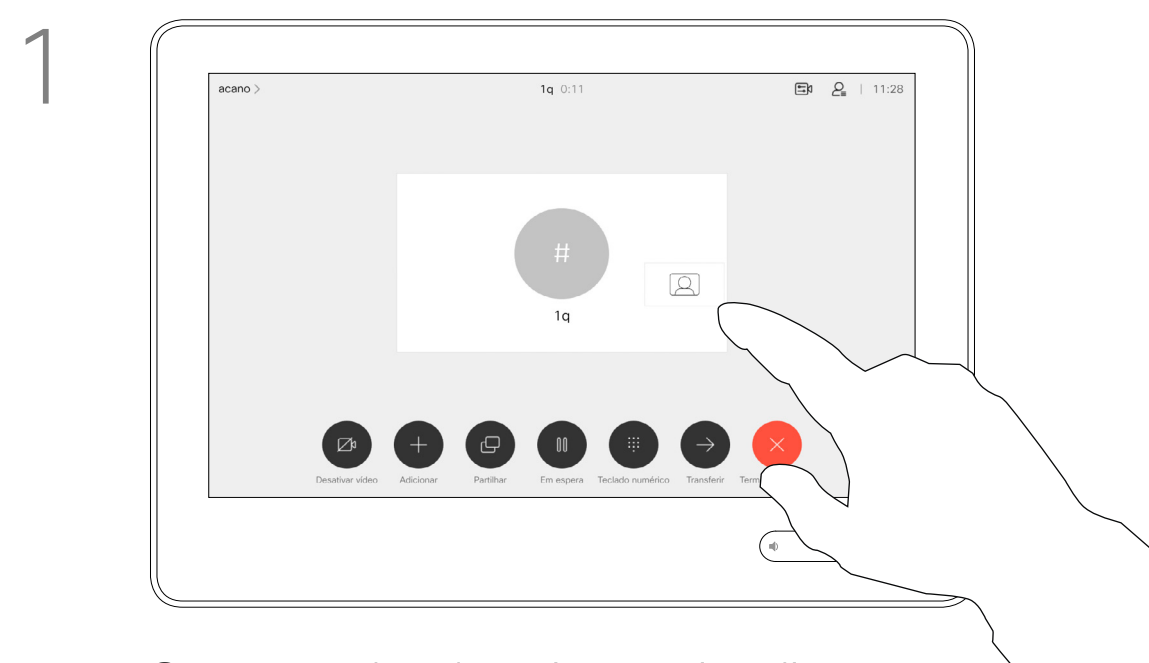 1
acano >
1q 0:11
11:28
#
1q
Desativar vídeo
Adicionar
Partilhar
Em espera
Teclado numérico
Transferir